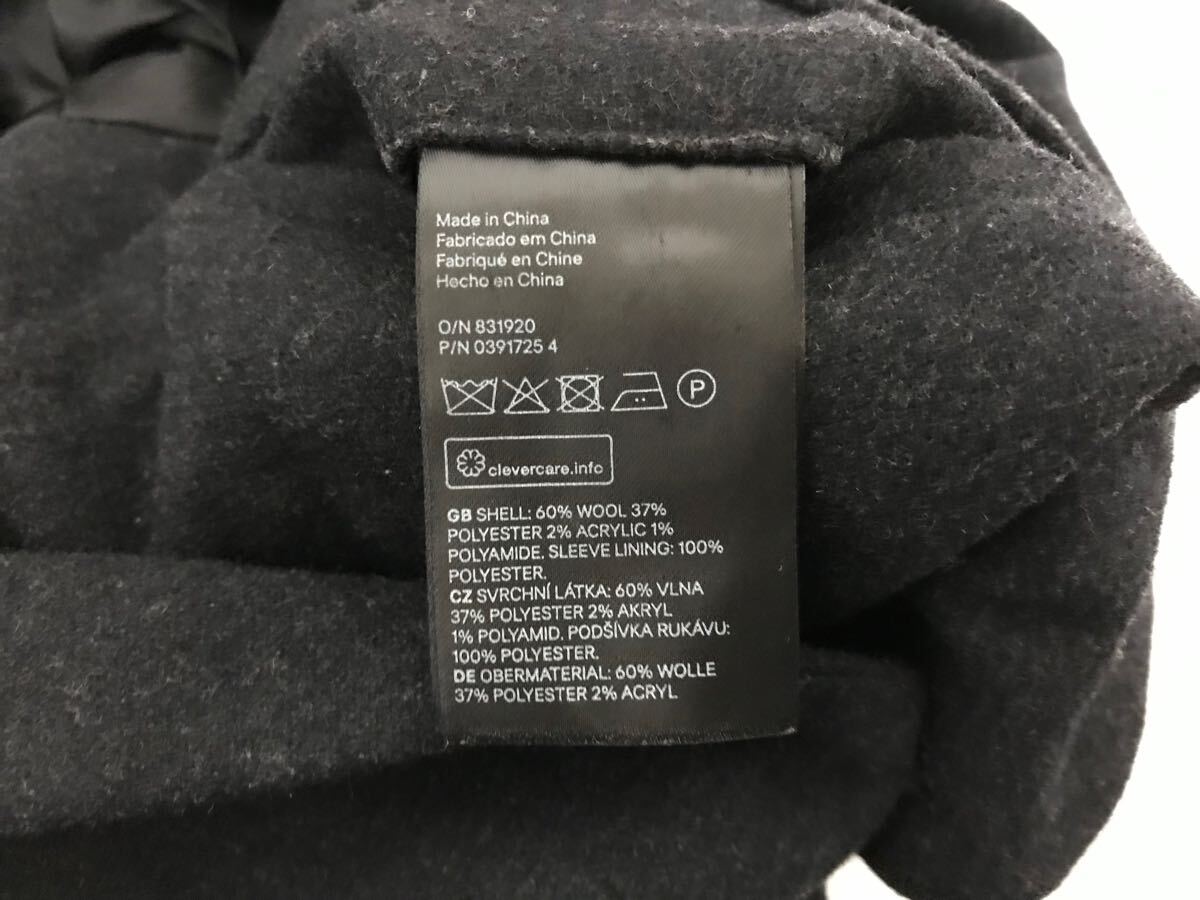 Made in China
Fabricado em China
Fabriqué en Chine
Hecho en China
O/N 831920
P/N 0391725 4
P
clevercare.info
GB SHELL: 60% WOOL 37%
POLYESTER 2% ACRYLIC 1%
POLYAMIDE. SLEEVE LINING: 100%
POLYESTER.
CZ SVRCHNÍ LÁTKA: 60% VLNA
37% POLYESTER 2% AKRYL
1% POLYAMID. PODŠÍVKA RUKÁVU:
100% POLYESTER.
DE OBERMATERIAL: 60% WOLLE
37% POLYESTER 2% ACRYL